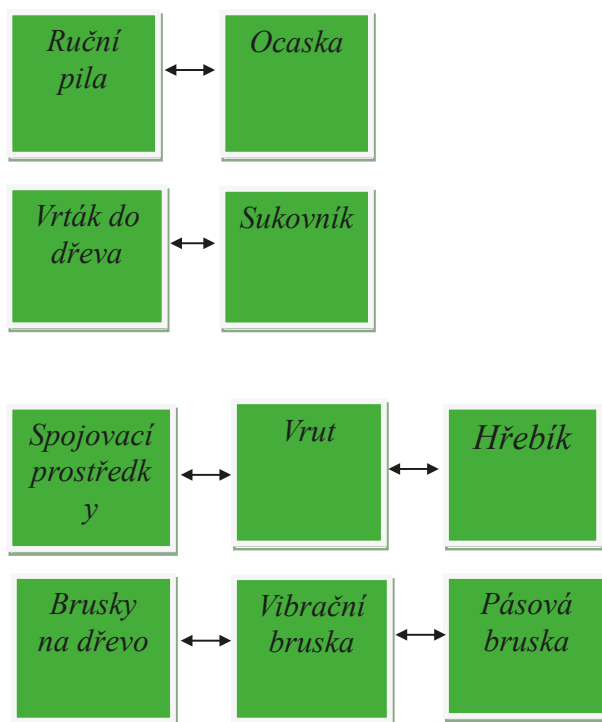 Ruční
pila
Ocaska
Vrták do
dřeva
Sukovník
Spojovací
prostředk
y
Vrut
Hřebík
Brusky
na dřevo
Vibrační
bruska
Pásová
bruska